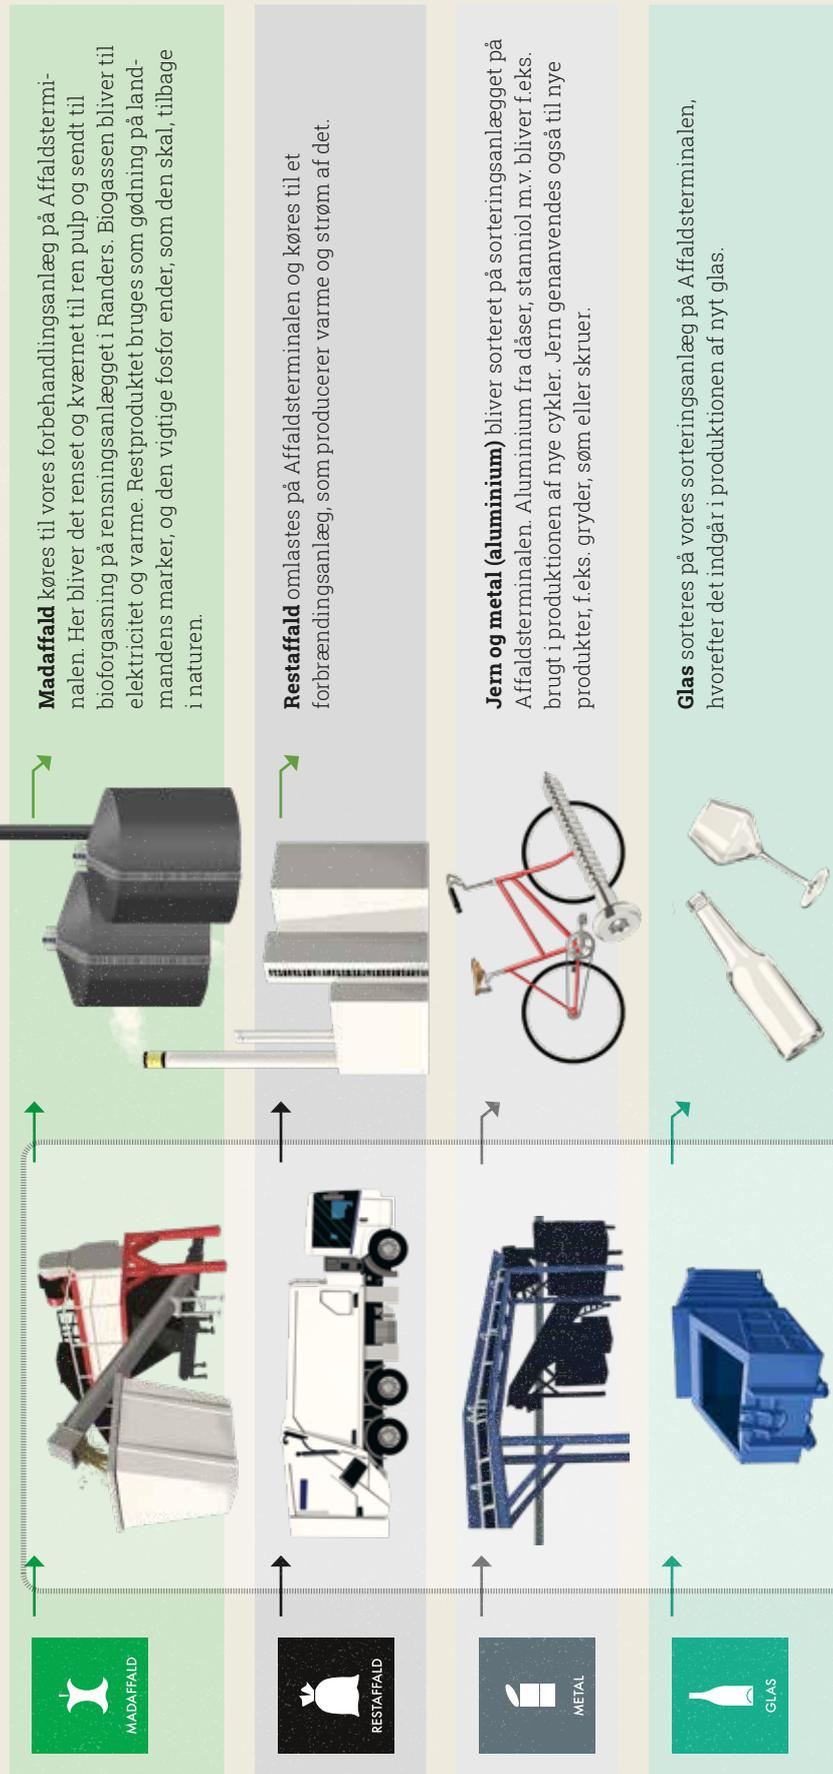 MADAFFALD
Madaffald køres til vores forbehandlingsanlæg på Affaldstermi-
nalen. Her bliver det renset og kværnet til ren pulp og sendt til
bioforgasning på rensningsanlægget i Randers. Biogassen bliver til
elektricitet og varme. Restproduktet bruges som gødning på land-
mandens marker, og den vigtige fosfor ender, som den skal, tilbage
i naturen.
RESTAFFALD
Restaffald omlastes på Affaldsterminalen og køres til et
forbrændingsanlæg, som producerer varme og strøm af det.
METAL
Jern og metal (aluminium) bliver sorteret på sorteringsanlægget på
Affaldsterminalen. Aluminium fra dåser, stanniol m.v. bliver f.eks.
brugt i produktionen af nye cykler. Jern genanvendes også til nye
produkter, f.eks. gryder, søm eller skruer.
GLAS
Glas sorteres på vores sorteringsanlæg på Affaldsterminalen,
hvorefter det indgår i produktionen af nyt glas.